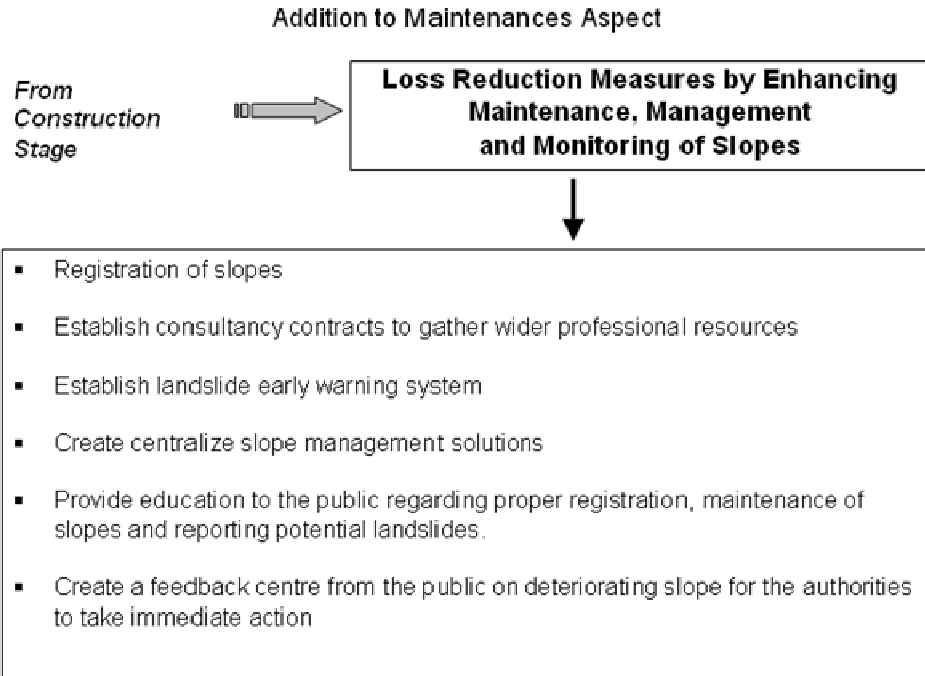 Addition to Maintenances Aspect
From
Construction
Stage
Loss Reduction Measures by Enhancing
Maintenance, Management
and Monitoring of Slopes
▪ Registration of slopes
▪ Establish consultancy contracts to gather wider professional resources
▪ Establish landslide early warning system
▪ Create centralize slope management solutions
▪ Provide education to the public regarding proper registration, maintenance of
slopes and reporting potential landslides.
▪ Create a feedback centre from the public on deteriorating slope for the authorities
to take immediate action